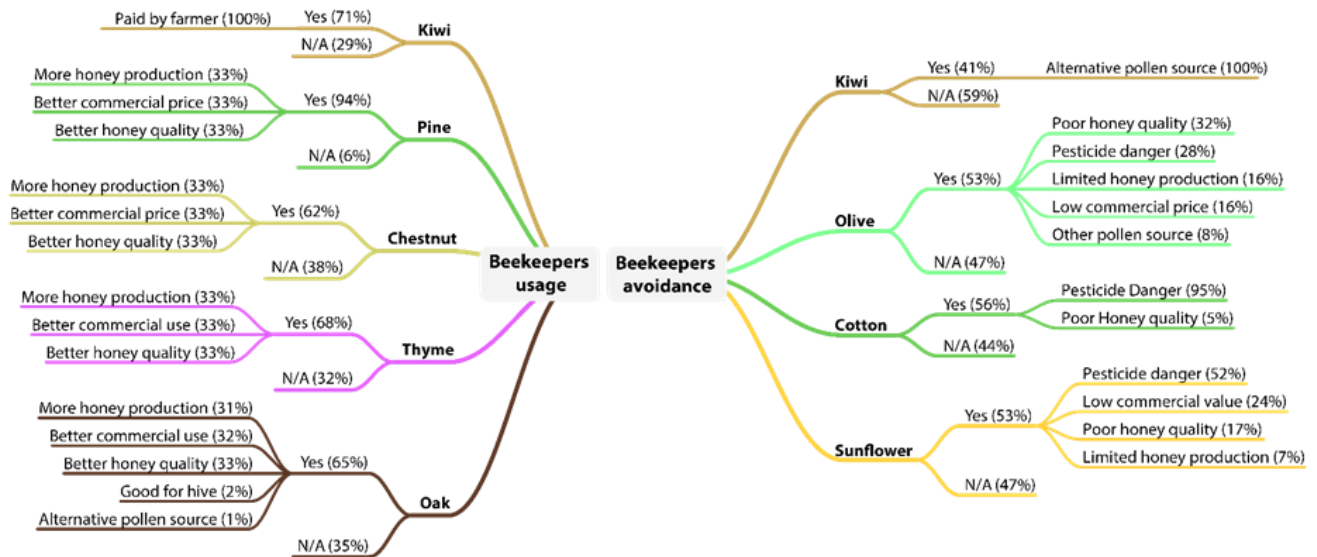 Paid by farmer (100%)
Yes (71%)
Kiwi
N/A (29%)
More honey production (33%)
Better commercial price (33%)
Better honey quality (33%)
Yes (94%)
Pine
N/A (6%)
More honey production (33%)
Better commercial price (33%)
Better honey quality (33%)
Yes (62%)
Chestnut
N/A (38%)
More honey production (33%)
Better commercial use (33%)
Better honey quality (33%)
Yes (68%)
Thyme
N/A (32%)
More honey production (31%)
Better commercial use (32%)
Better honey quality (33%)
Good for hive (2%)
Alternative pollen source (1%)
Yes (65%)
Oak
N/A (35%)
Beekeepers
usage
Beekeepers
avoidance
Kiwi
Yes (41%)
Alternative pollen source (100%)
N/A (59%)
Olive
Yes (53%)
Poor honey quality (32%)
Pesticide danger (28%)
Limited honey production (16%)
Low commercial price (16%)
Other pollen source (8%)
N/A (47%)
Cotton
Yes (56%)
Pesticide Danger (95%)
Poor Honey quality (5%)
N/A (44%)
Sunflower
Yes (53%)
Pesticide danger (52%)
Low commercial value (24%)
Poor honey quality (17%)
Limited honey production (7%)
N/A (47%)